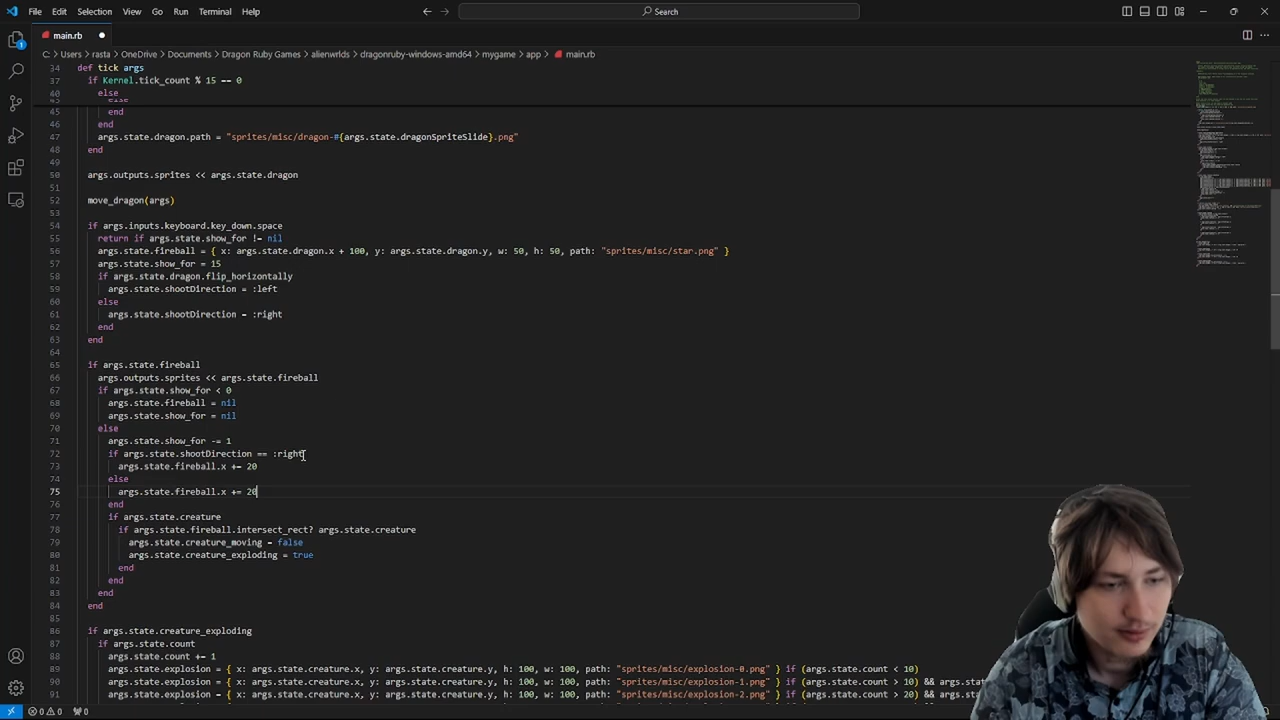 File Edit Selection View Go Run Terminal Help
Search
main.rb
C: > Users > rasta > OneDrive > Documents > Dragon Ruby Games > alienwrlds > dragonruby-windows-amd64 > mygame > app > main.rb
34 def tick args
37 if Kernel.tick_count % 15 == 0
40 else
43 else
45 end
46 end
47 args.state.dragon.path = "sprites/misc/dragon-#{args.state.dragonSpriteSlide}.png"
48 end
49
50 args.outputs.sprites << args.state.dragon
51
52 move_dragon(args)
53
54 if args.inputs.keyboard.key_down.space
55 return if args.state.show_for != nil
56 args.state.fireball = { x: args.state.dragon.x + 100, y: args.state.dragon.y, w: 50, h: 50, path: "sprites/misc/star.png" }
57 args.state.show_for = 15
58 if args.state.dragon.flip_horizontally
59 args.state.shootDirection = :left
60 else
61 args.state.shootDirection = :right
62 end
63 end
64
65 if args.state.fireball
66 args.outputs.sprites << args.state.fireball
67 if args.state.show_for < 0
68 args.state.fireball = nil
69 args.state.show_for = nil
70 else
71 args.state.show_for -= 1
72 if args.state.shootDirection == :right
73 args.state.fireball.x += 20
74 else
75 args.state.fireball.x += 20
76 end
77 if args.state.creature
78 if args.state.fireball.intersect_rect? args.state.creature
79 args.state.creature_moving = false
80 args.state.creature_exploding = true
81 end
82 end
83 end
84 end
85
86 if args.state.creature_exploding
87 if args.state.count
88 args.state.count += 1
89 args.state.explosion = { x: args.state.creature.x, y: args.state.creature.y, h: 100, w: 100, path: "sprites/misc/explosion-0.png" } if (args.state.count < 10)
90 args.state.explosion = { x: args.state.creature.x, y: args.state.creature.y, h: 100, w: 100, path: "sprites/misc/explosion-1.png" } if (args.state.count > 10) && args.sta
91 args.state.explosion = { x: args.state.creature.x, y: args.state.creature.y, h: 100, w: 100, path: "sprites/misc/explosion-2.png" } if (args.state.count > 20) && args.sta
0 0 0